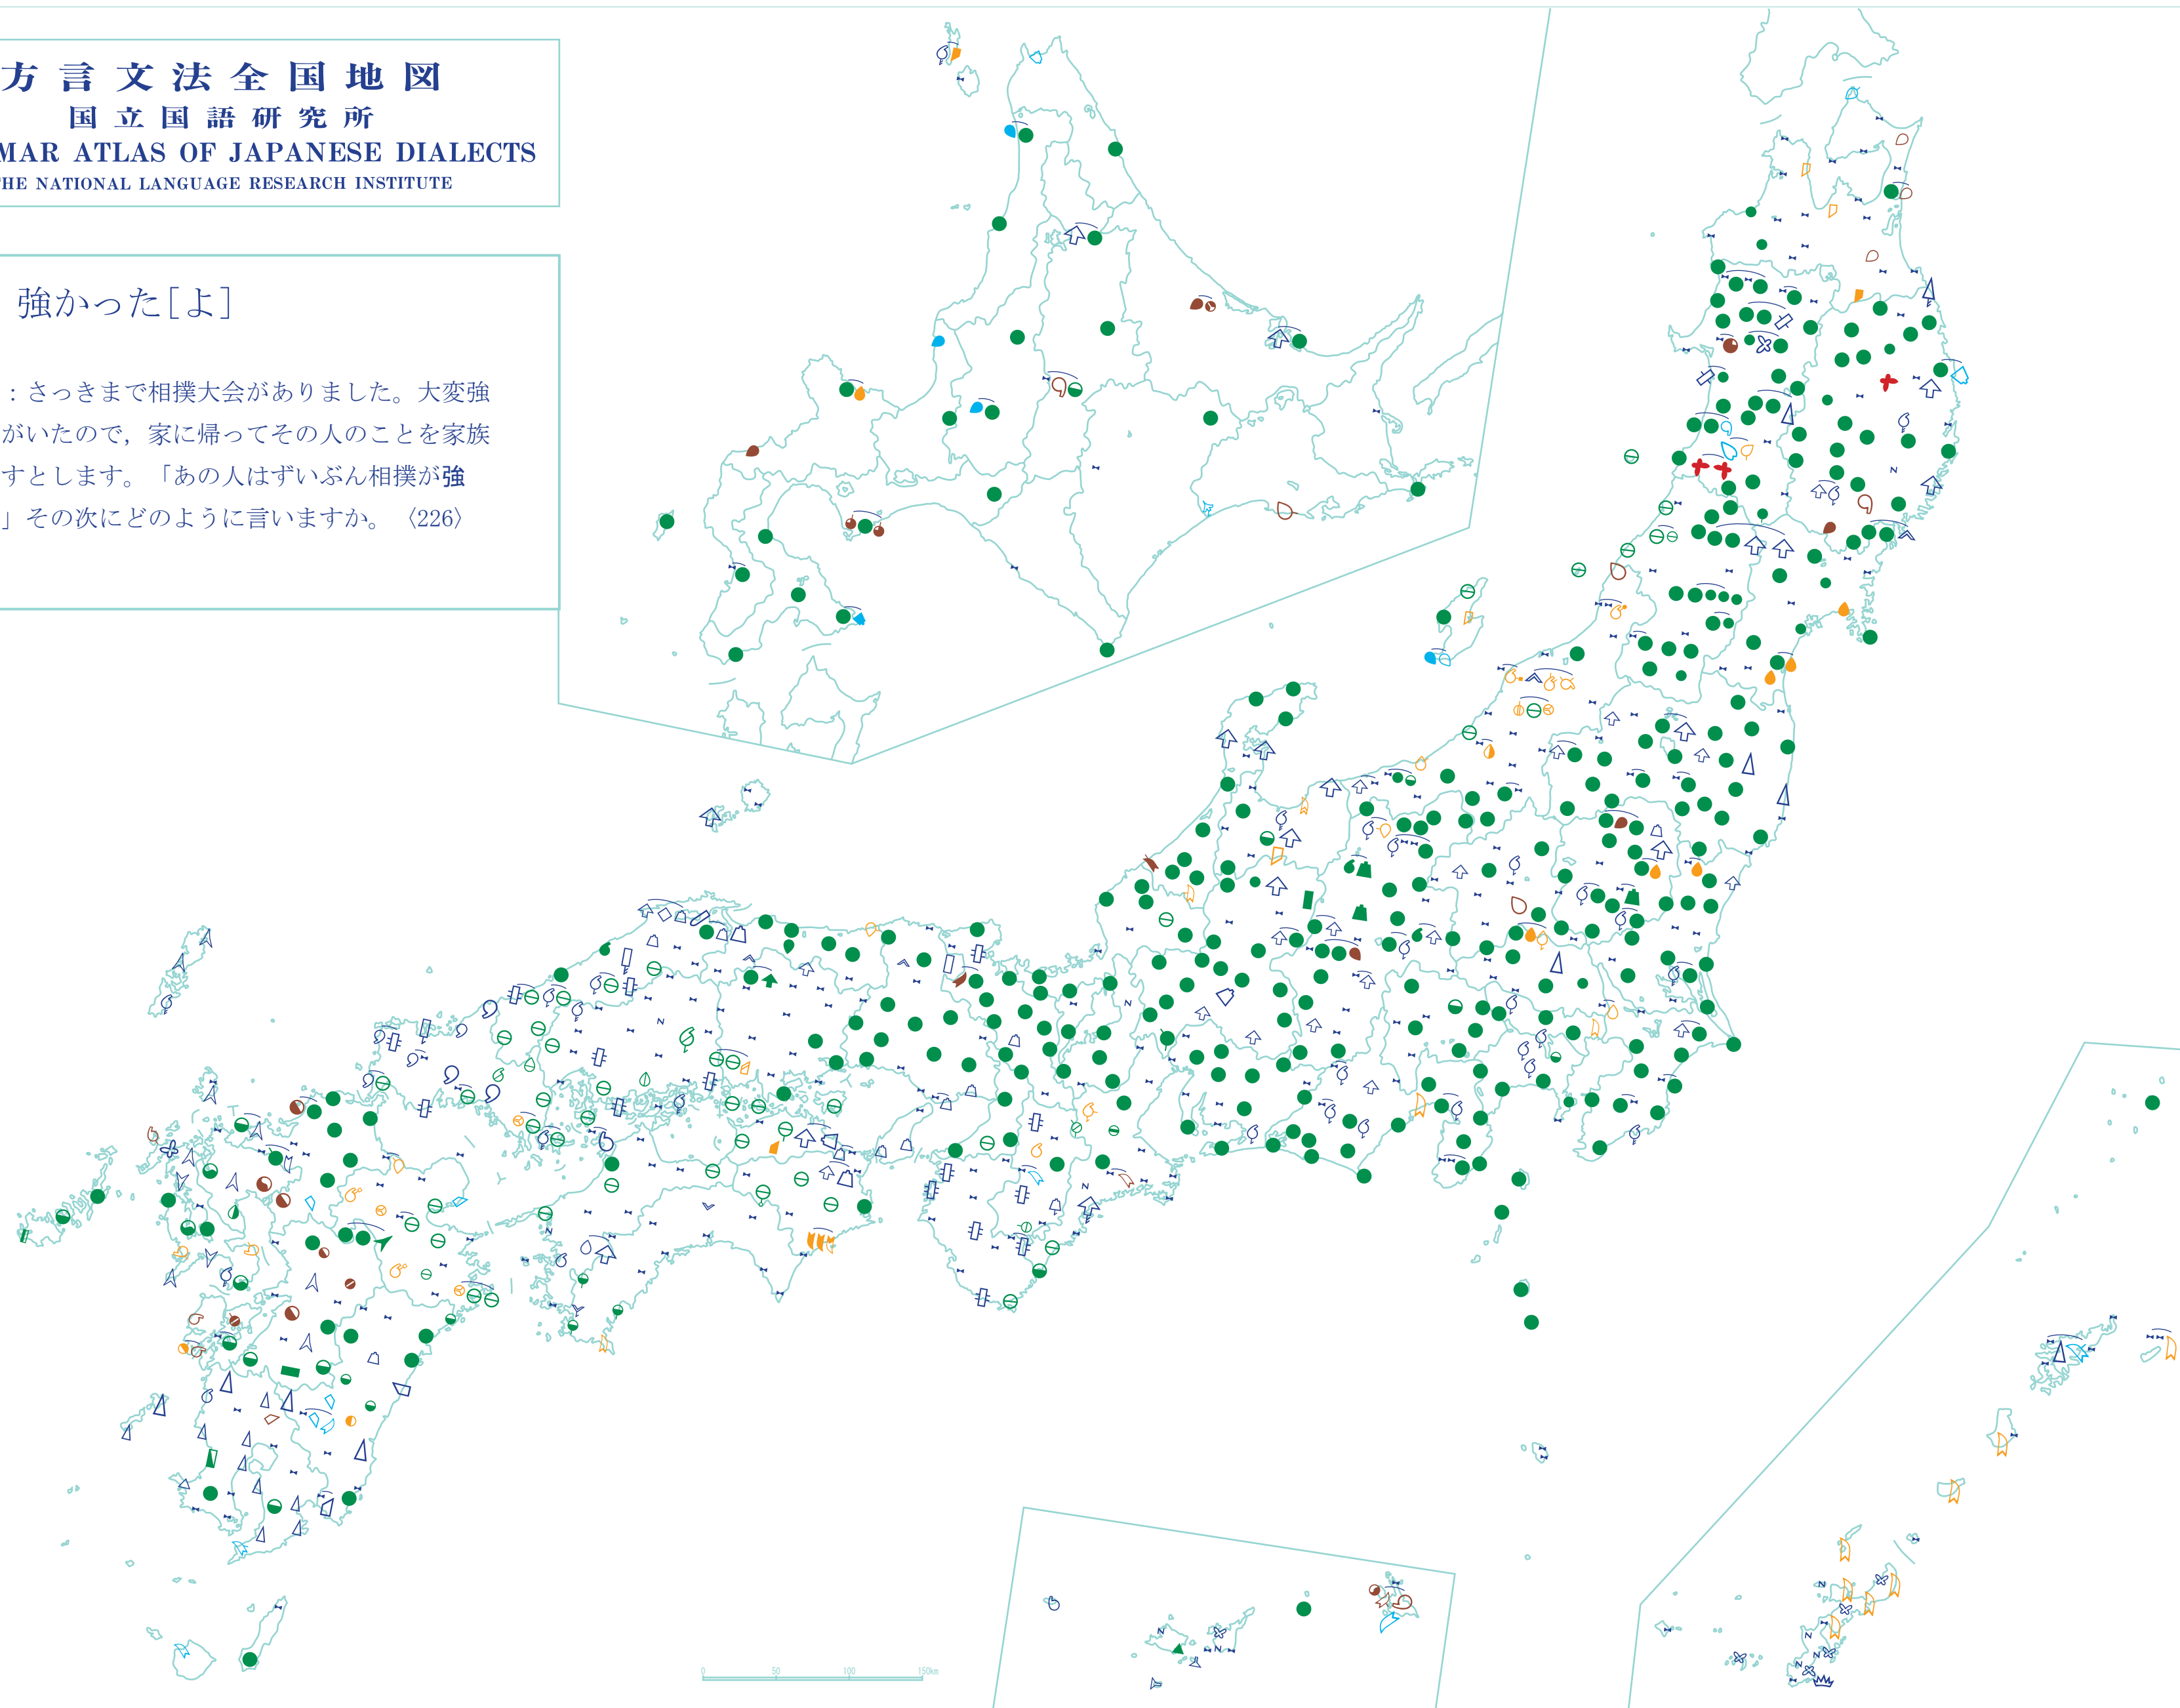 方言文法全国地図
国立国語研究所
MAR ATLAS OF JAPANESE DIALECTS
HE NATIONAL LANGUAGE RESEARCH INSTITUTE
強かった[よ]
：さっきまで相撲大会がありました。大変強
がいたので，家に帰ってその人のことを家族
すとします。「あの人はずいぶん相撲が強
」その次にどのように言いますか。〈226〉
0 50 100 150km